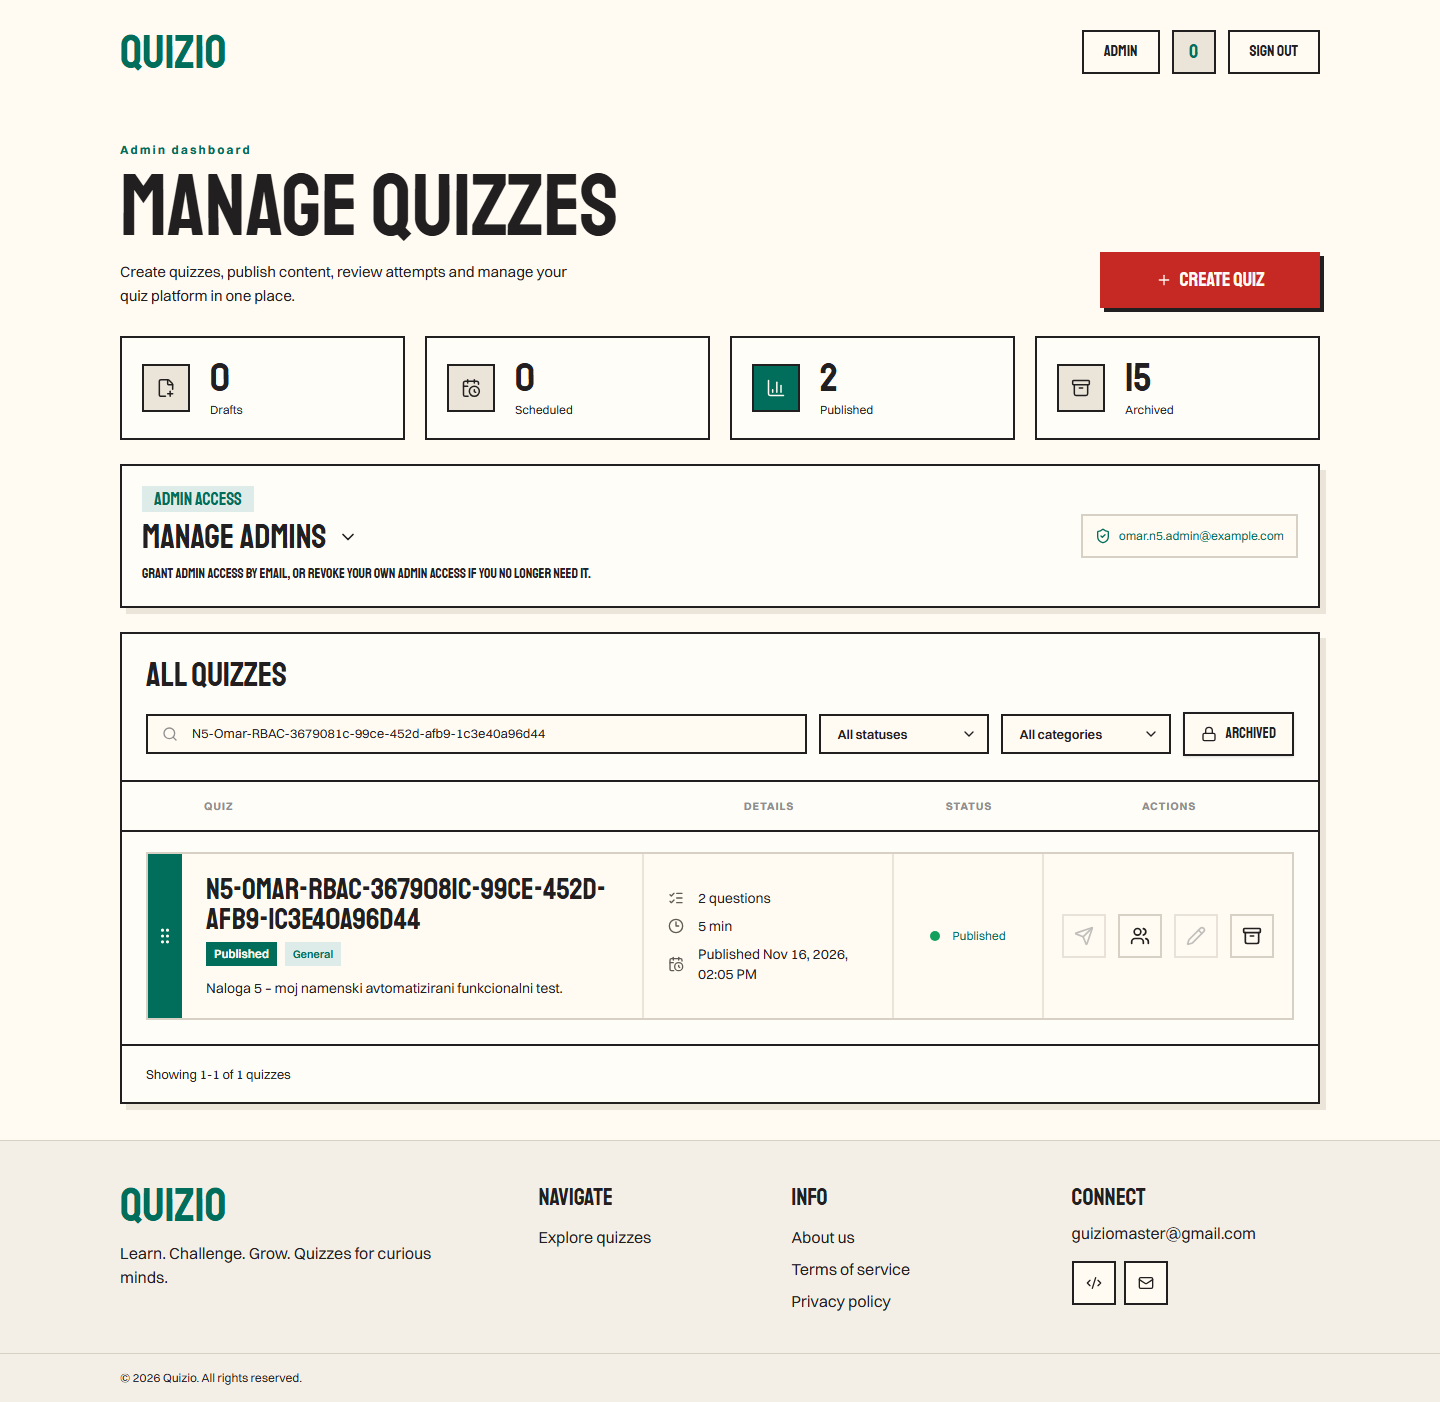 QUIZIO
ADMIN
O
SIGN OUT
Admin dashboard
MANAGE QUIZZES
Create quizzes, publish content, review attempts and manage your
quiz platform in one place.
+ CREATE QUIZ
0
Drafts
0
Scheduled
2
Published
15
Archived
ADMIN ACCESS
MANAGE ADMINS
omar.n5.admin@example.com
GRANT ADMIN ACCESS BY EMAIL, OR REVOKE YOUR OWN ADMIN ACCESS IF YOU NO LONGER NEED IT.
ALL QUIZZES
N5-Omar-RBAC-3679081c-99ce-452d-afb9-1c3e40a96d44
All statuses
All categories
ARCHIVED
QUIZ
DETAILS
STATUS
ACTIONS
N5-OMAR-RBAC-3679081C-99CE-452D-
AFB9-1C3E40A96D44
Published
General
Naloga 5 – moj namenski avtomatizirani funkcionalni test.
2 questions
5 min
Published Nov 16, 2026,
02:05 PM
Published
Showing 1-1 of 1 quizzes
QUIZIO
Learn. Challenge. Grow. Quizzes for curious
minds.
NAVIGATE
Explore quizzes
INFO
About us
Terms of service
Privacy policy
CONNECT
guiziomaster@gmail.com
© 2026 Quizio. All rights reserved.